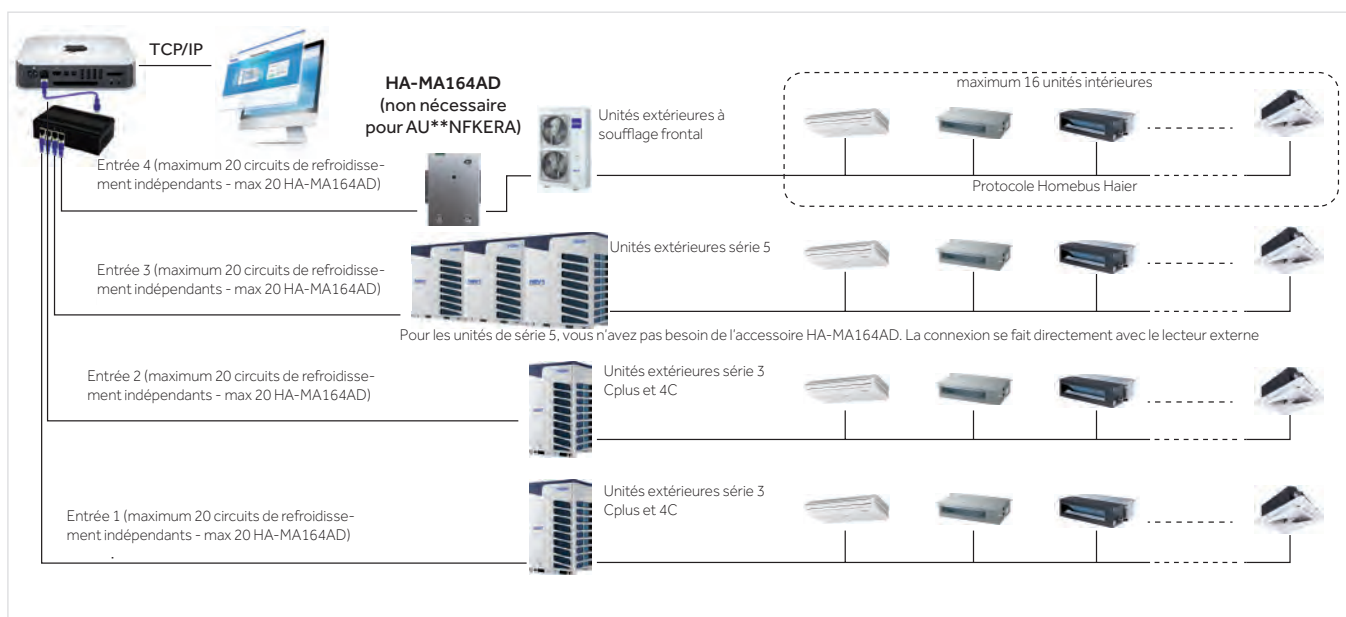 TCP/IP
HA-MA164AD
(non nécessaire
pour AU**NFKERA)
Unités extérieures à
soufflage frontal
maximum 16 unités intérieures
Entrée 4 (maximum 20 circuits de refroidisse-
ment indépendants - max 20 HA-MA164AD)
Protocole Homebus Haier
Unités extérieures série 5
Entrée 3 (maximum 20 circuits de refroidisse-
ment indépendants - max 20 HA-MA164AD)
Pour les unités de série 5, vous n'avez pas besoin de l'accessoire HA-MA164AD. La connexion se fait directement avec le lecteur externe
Entrée 2 (maximum 20 circuits de refroidisse-
ment indépendants - max 20 HA-MA164AD)
Unités extérieures série 3
Cplus et 4C
Unités extérieures série 3
Cplus et 4C
Entrée 1 (maximum 20 circuits de refroidisse-
ment indépendants - max 20 HA-MA164AD)